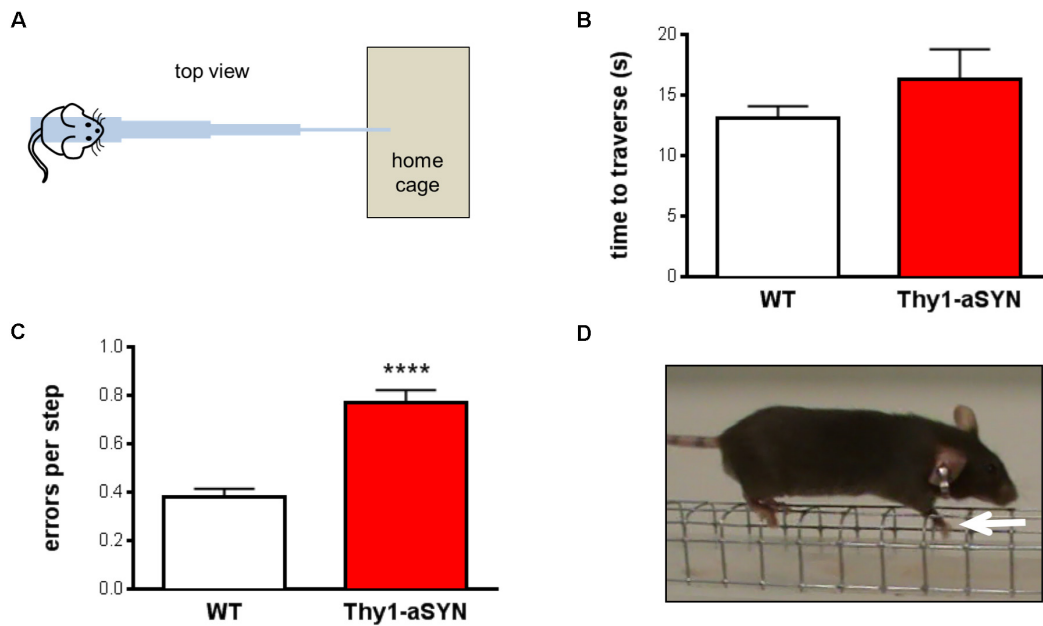 A
top view
home
cage
B
time to traverse (s)
20
15
10
5
0
WT
Thy1-aSYN
C
errors per step
1.0
0.8
0.6
0.4
0.2
0.0
****
WT
Thy1-aSYN
D